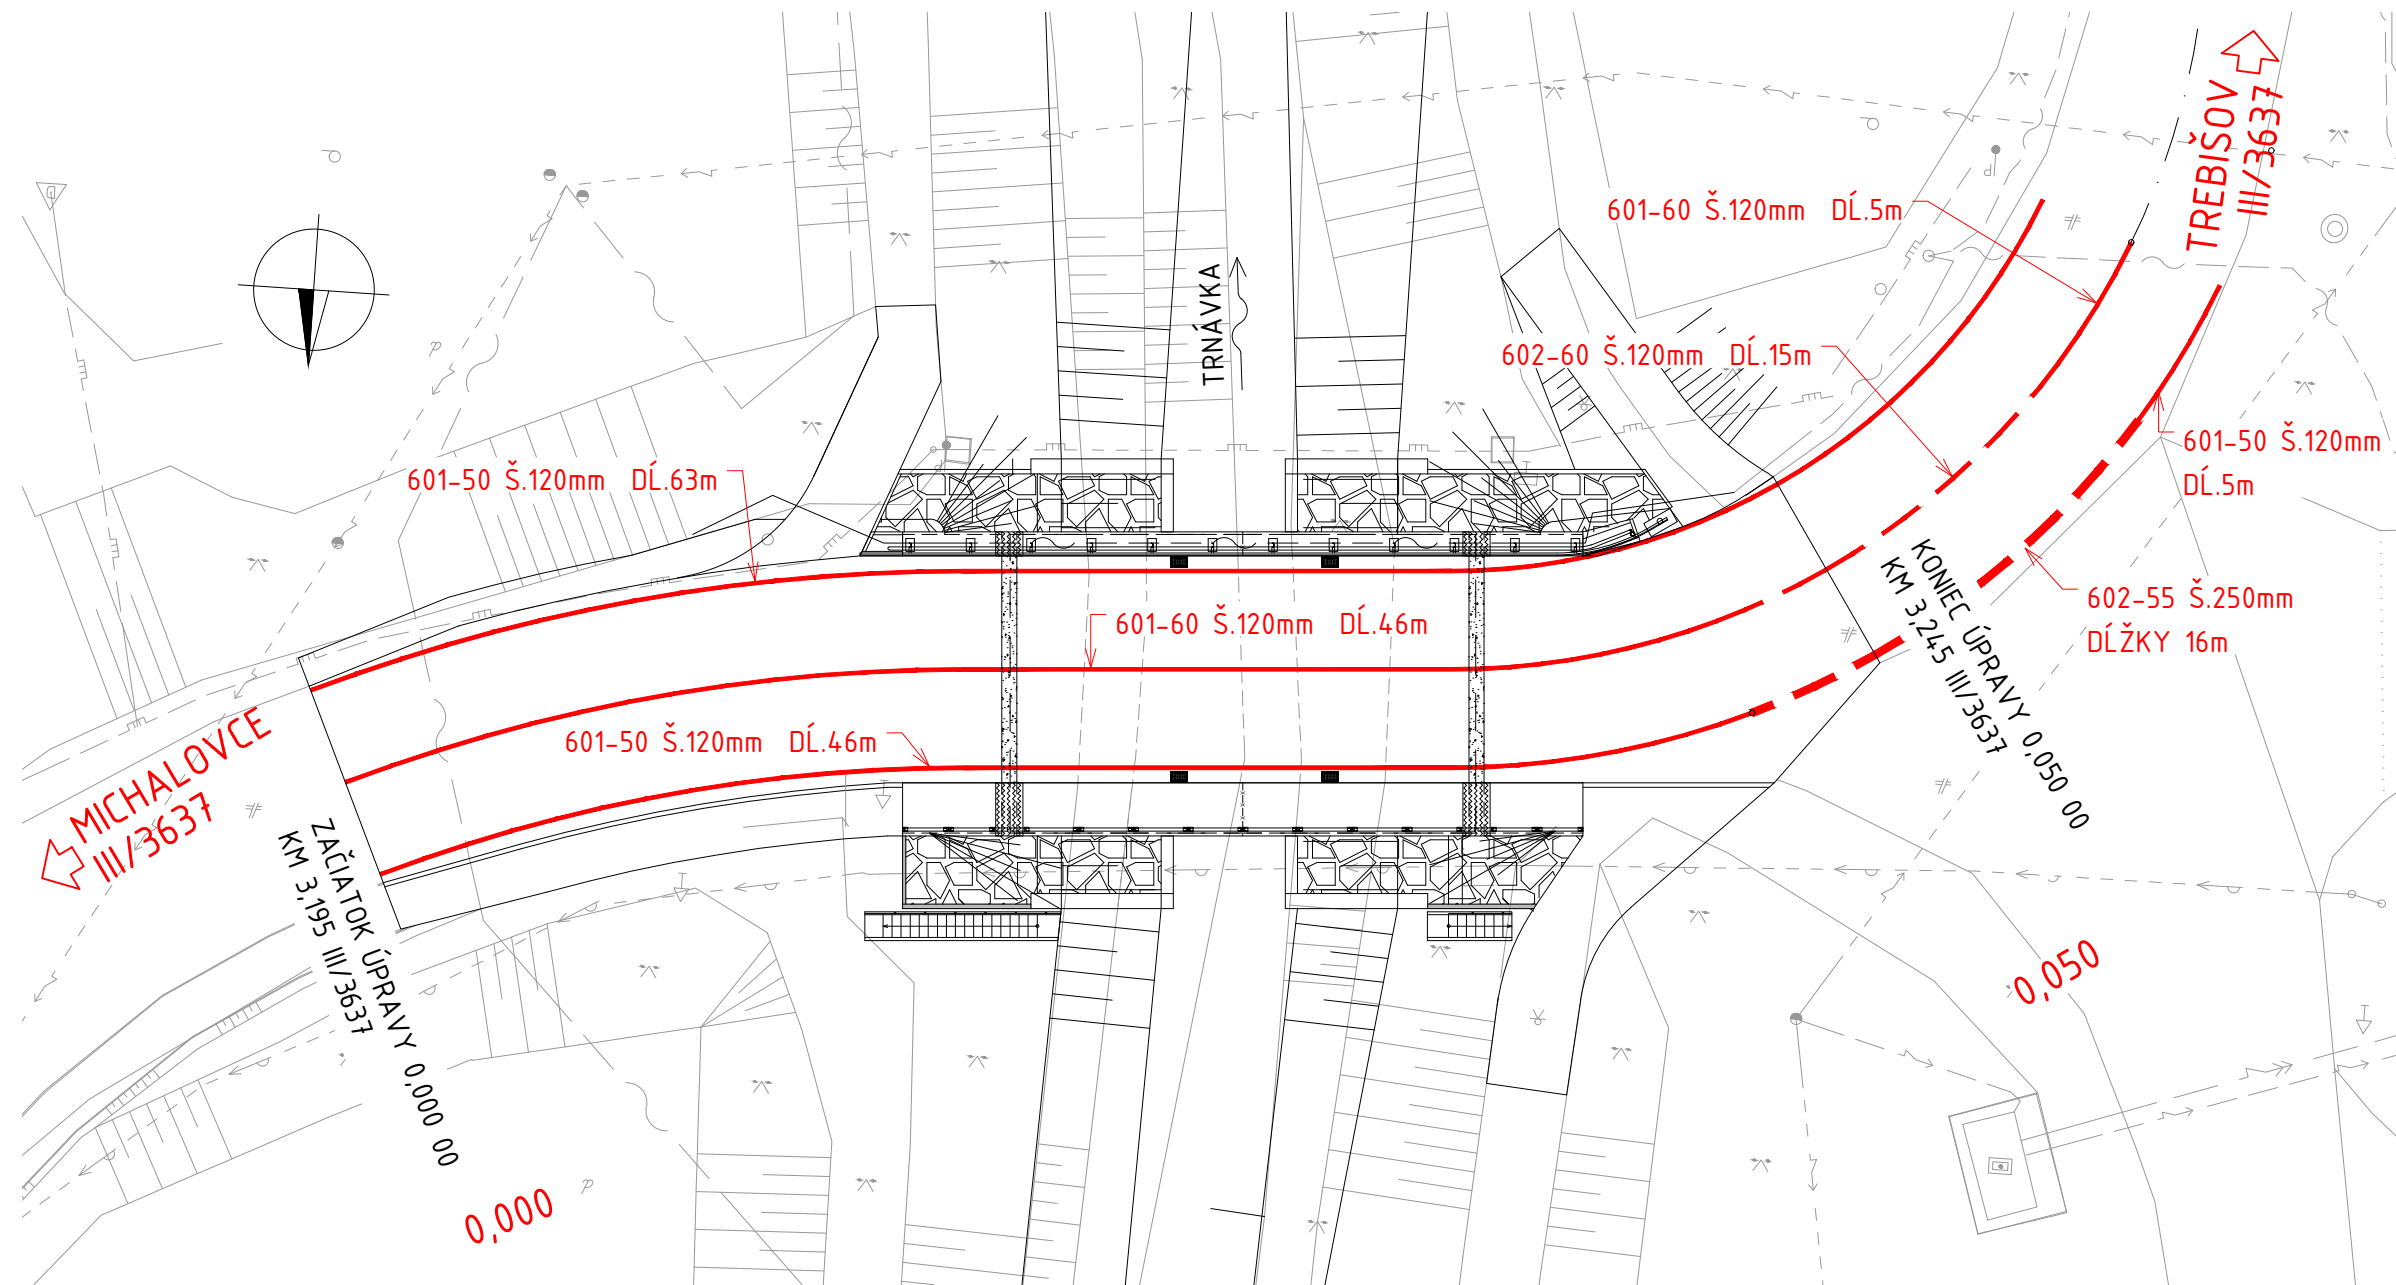 TREBIŠOV
III/3637
601-60 Š.120mm DĹ.5m
TRNÁVKA
602-60 Š.120mm DĹ.15m
601-50 Š.120mm
DĹ.5m
601-50 Š.120mm DĹ.63m
601-60 Š.120mm DĹ.46m
602-55 Š.250mm
DĹŽKY 16m
KONIEC ÚPRAVY 0,050 00
KM 3,245 III/3637
601-50 Š.120mm DĹ.46m
MICHALOVCE
III/3637
ZAČIATOK ÚPRAVY 0,000 00
KM 3,195 III/3637
0,050
0,000